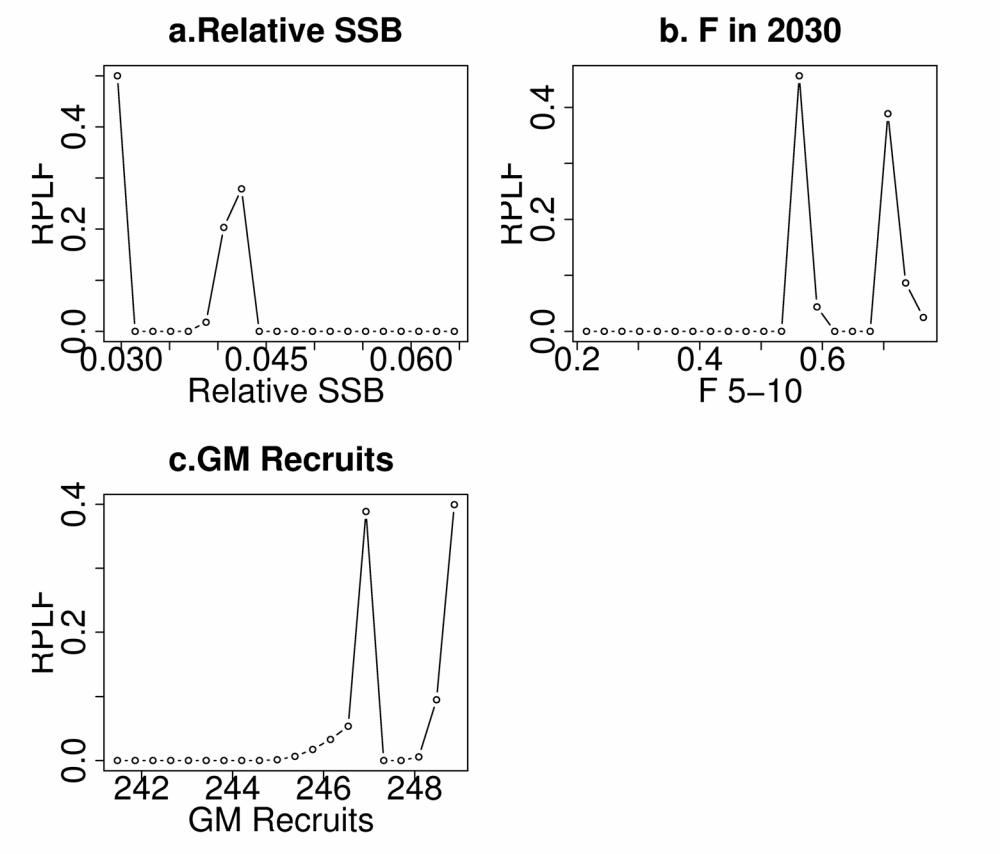 a.Relative SSB
RPLF
0.4
0.2
0.0
0.030 0.045 0.060
Relative SSB
b. F in 2030
RPLF
0.4
0.2
0.0
0.2 0.4 0.6
F 5−10
c.GM Recruits
RPLF
0.4
0.2
0.0
242 244 246 248
GM Recruits